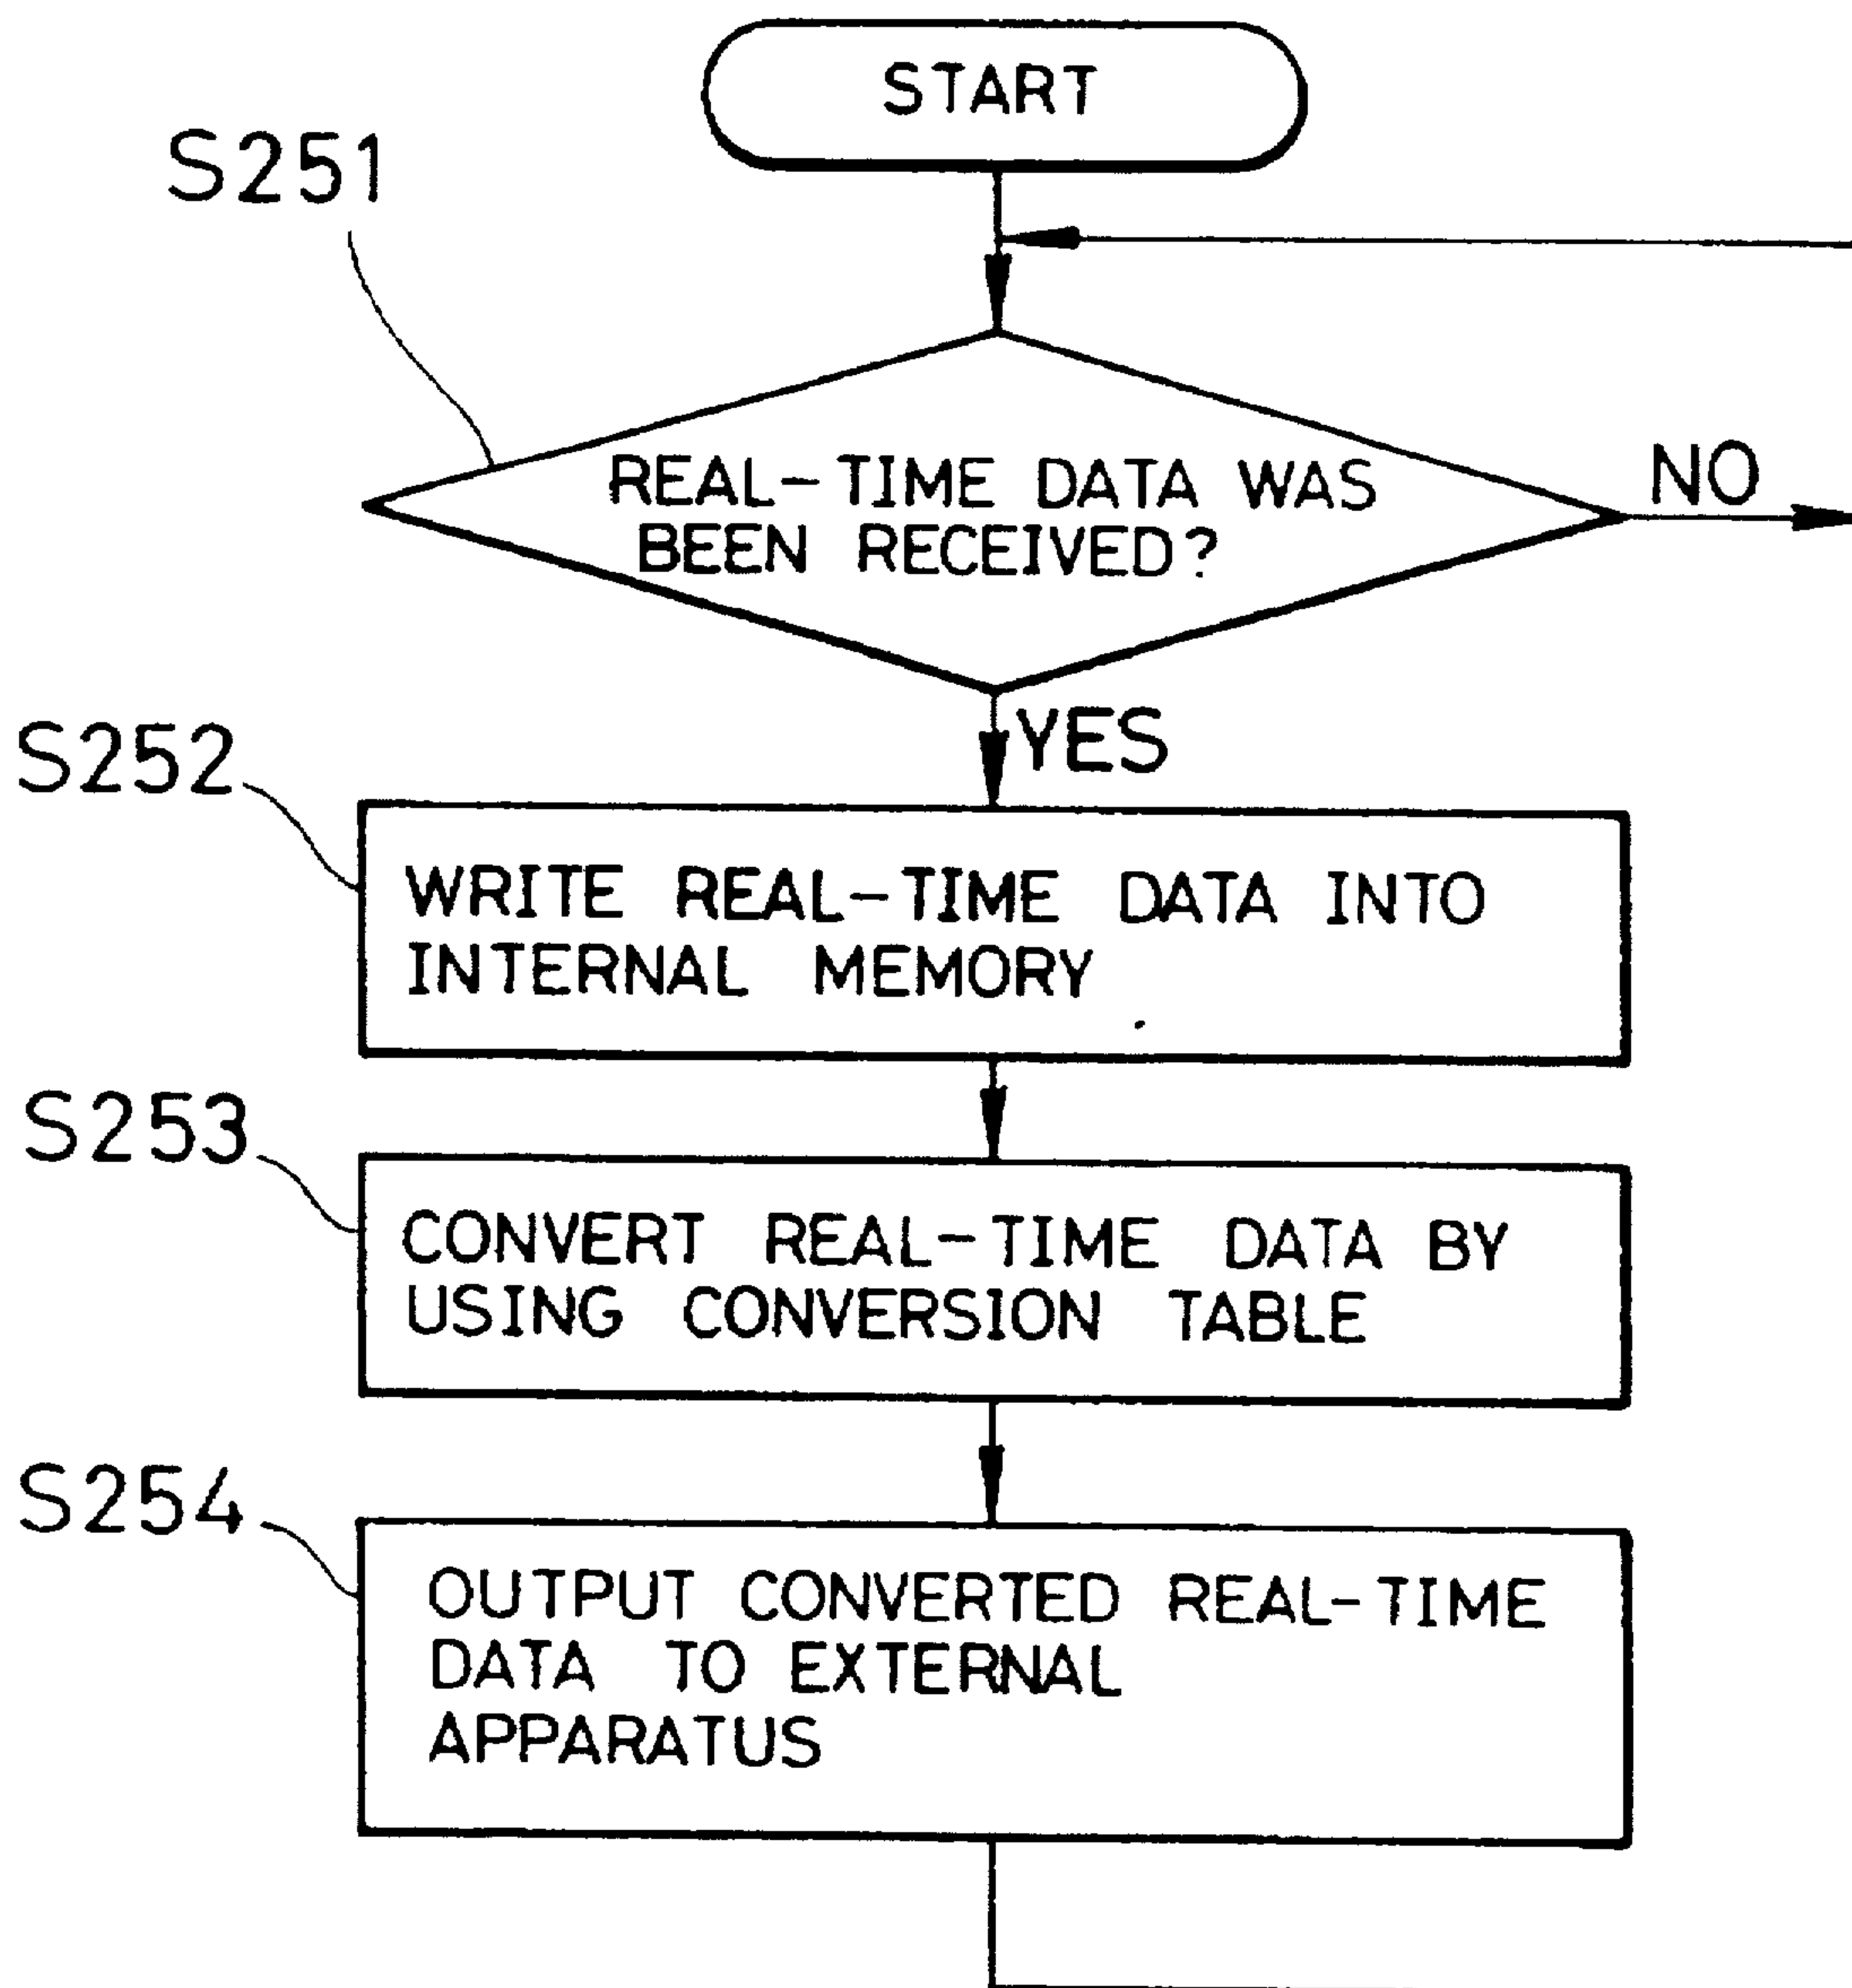 START
S251
REAL-TIME DATA WAS
BEEN RECEIVED?
NO
YES
S252
WRITE REAL-TIME DATA INTO
INTERNAL MEMORY
S253
CONVERT REAL-TIME DATA BY
USING CONVERSION TABLE
S254
OUTPUT CONVERTED REAL-TIME
DATA TO EXTERNAL
APPARATUS